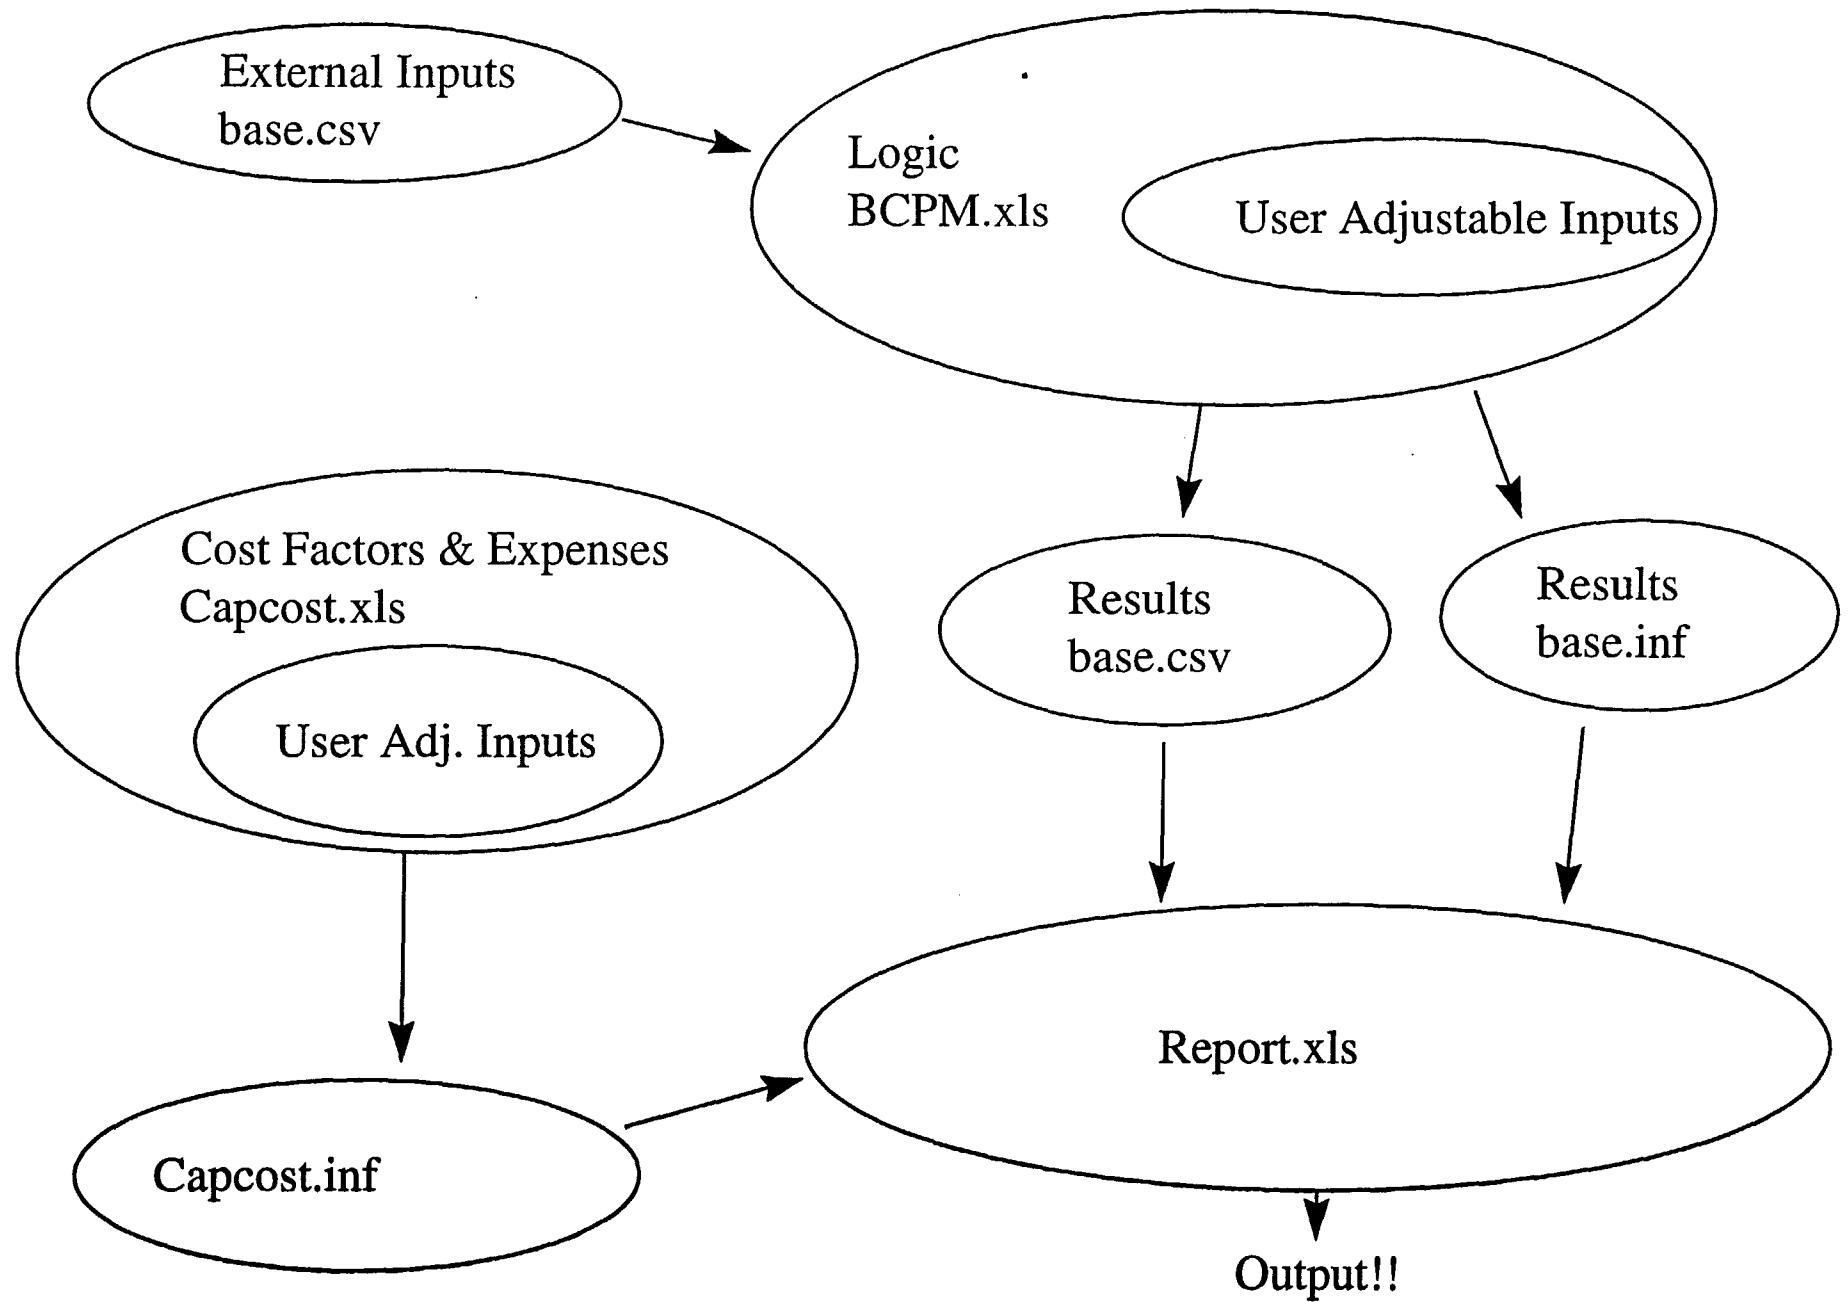 External Inputs
base.csv
Logic
BCPM.xls
User Adjustable Inputs
Cost Factors & Expenses
Capcost.xls
User Adj. Inputs
Results
base.csv
Results
base.inf
Report.xls
Capcost.inf
Output!!